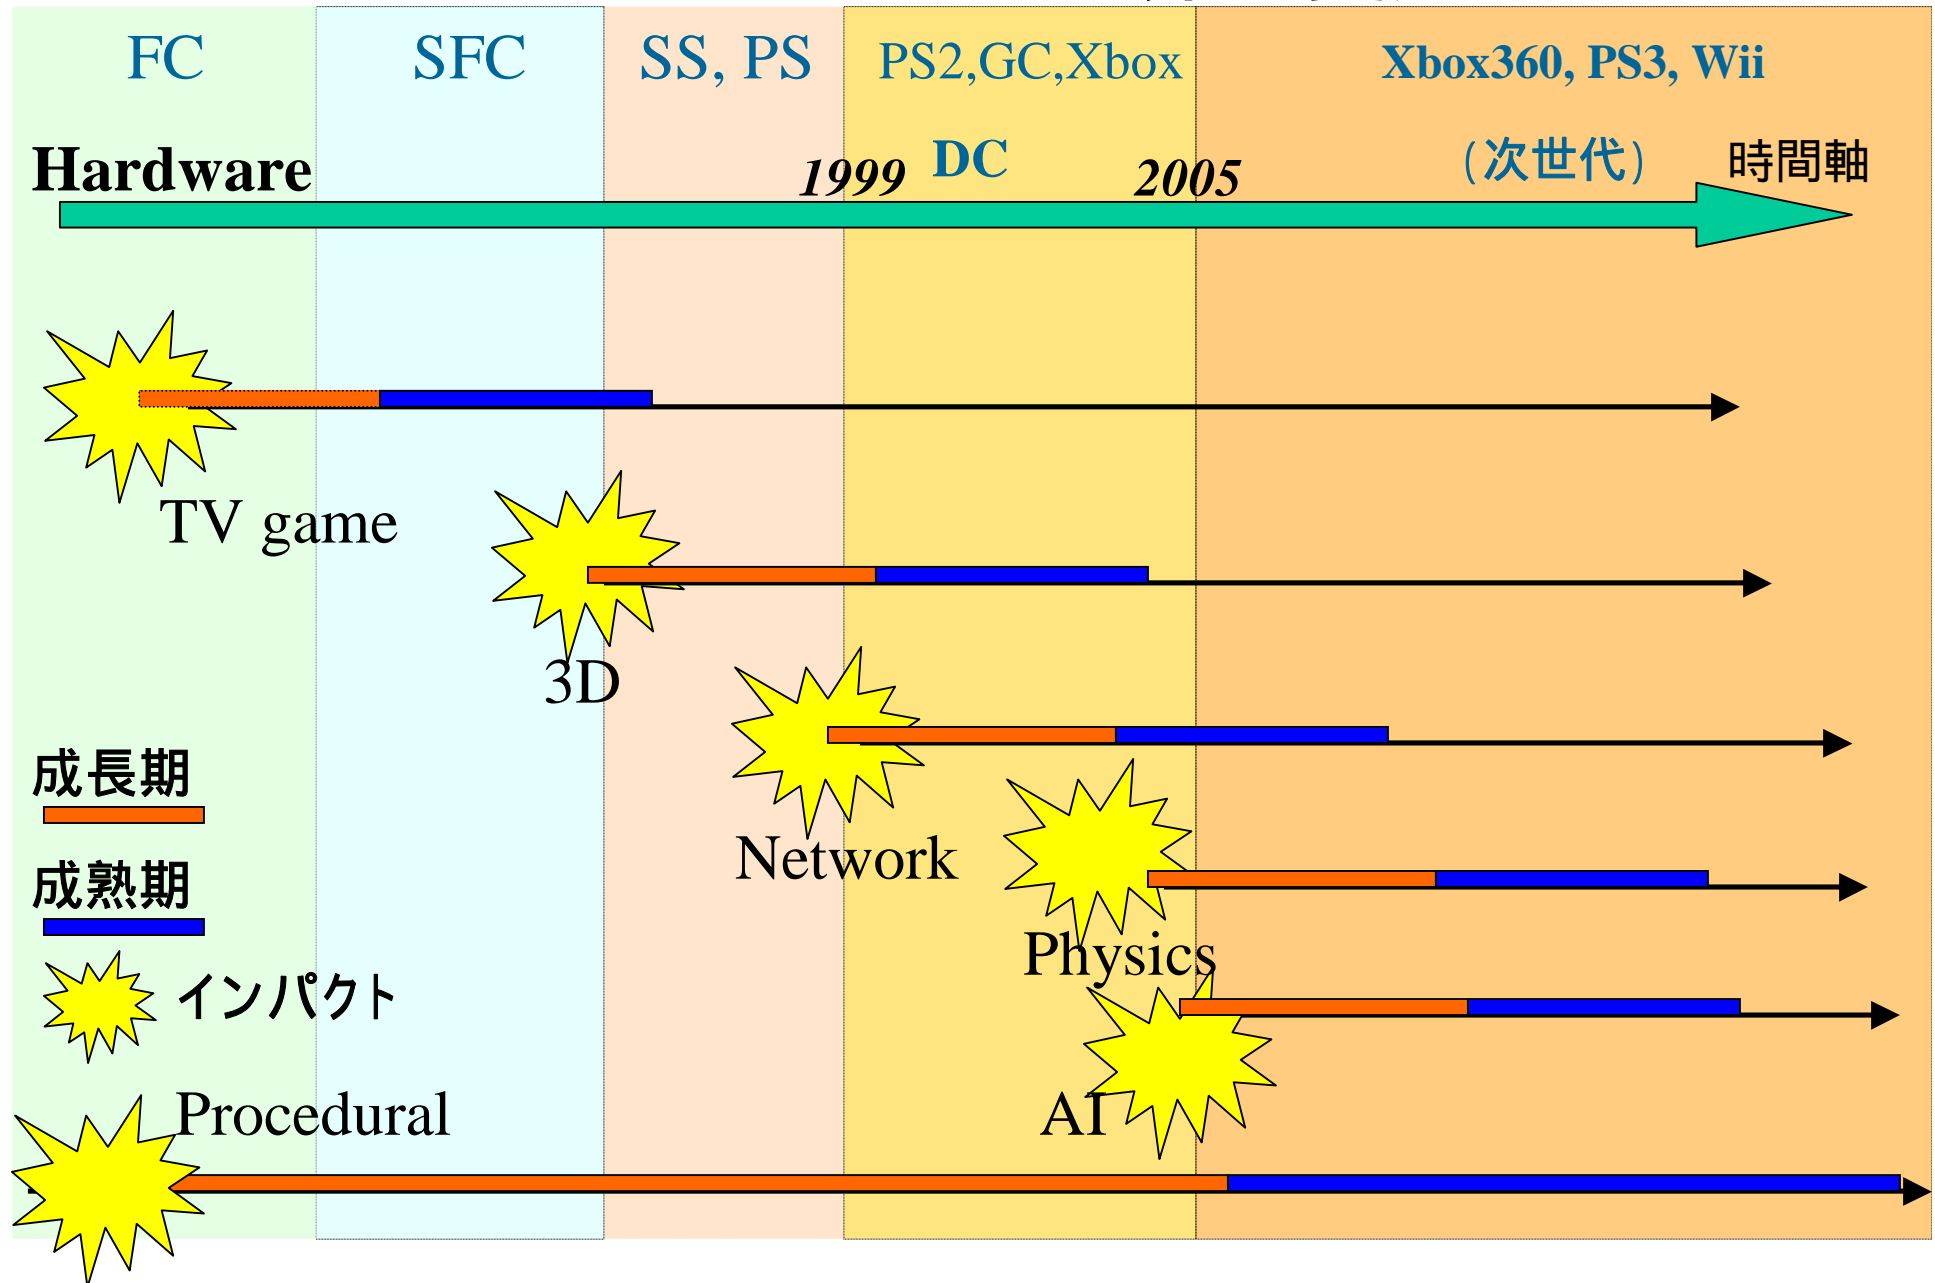 FC
SFC
SS, PS
PS2,GC,Xbox
Xbox360, PS3, Wii
Hardware
1999
DC
2005
(次世代)
時間軸
TV game
3D
成長期
Network
成熟期
Physics
インパクト
Procedural
AI